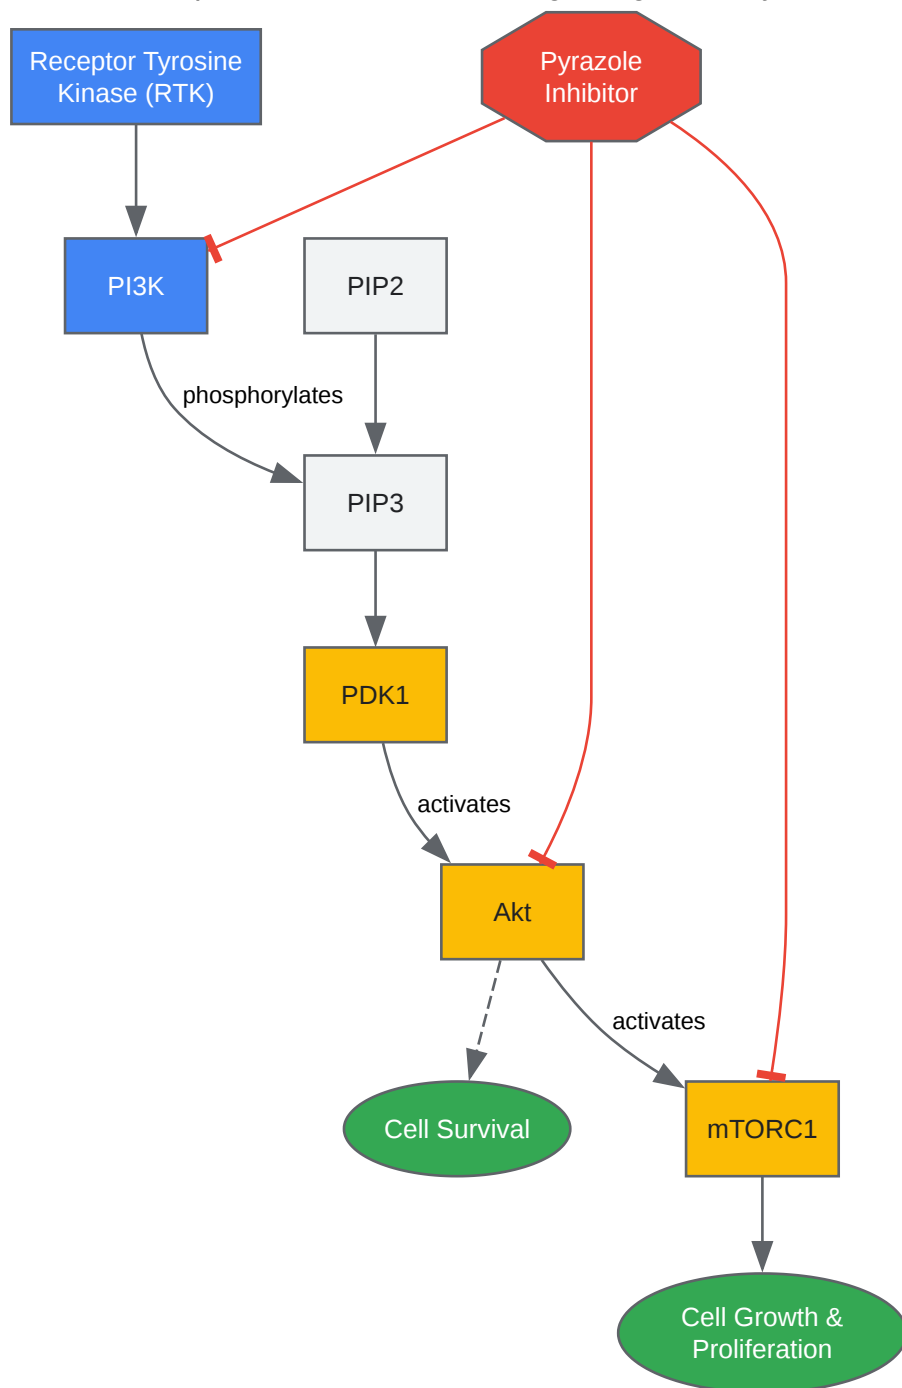 Receptor Tyrosine
Kinase (RTK)
Pyrazole
Inhibitor
PI3K
PIP2
phosphorylates
PIP3
PDK1
activates
Akt
activates
Cell Survival
mTORC1
Cell Growth &
Proliferation